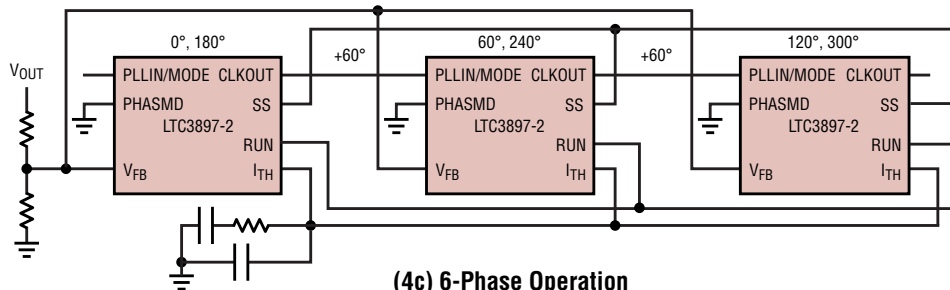 0°, 180°
+60°
60°, 240°
+60°
120°, 300°
VOUT
PLLIN/MODE CLKOUT
PHASMD SS
LTC3897-2
RUN
VFB ITH
PLLIN/MODE CLKOUT
PHASMD SS
LTC3897-2
RUN
VFB ITH
PLLIN/MODE CLKOUT
PHASMD SS
LTC3897-2
RUN
VFB ITH
(4c) 6-Phase Operation